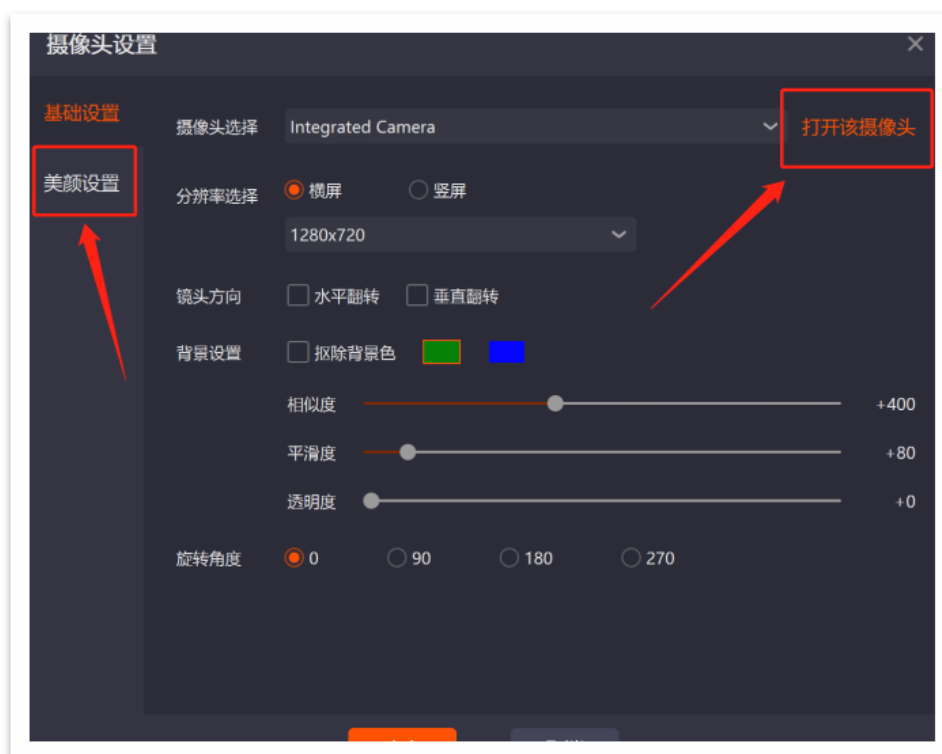 摄像头设置
基础设置
美颜设置
摄像头选择 Integrated Camera 打开该摄像头
分辨率选择 横屏 竖屏
1280x720
镜头方向 水平翻转 垂直翻转
背景设置 抠除背景色
相似度 +400
平滑度 +80
透明度 +0
旋转角度 0 90 180 270